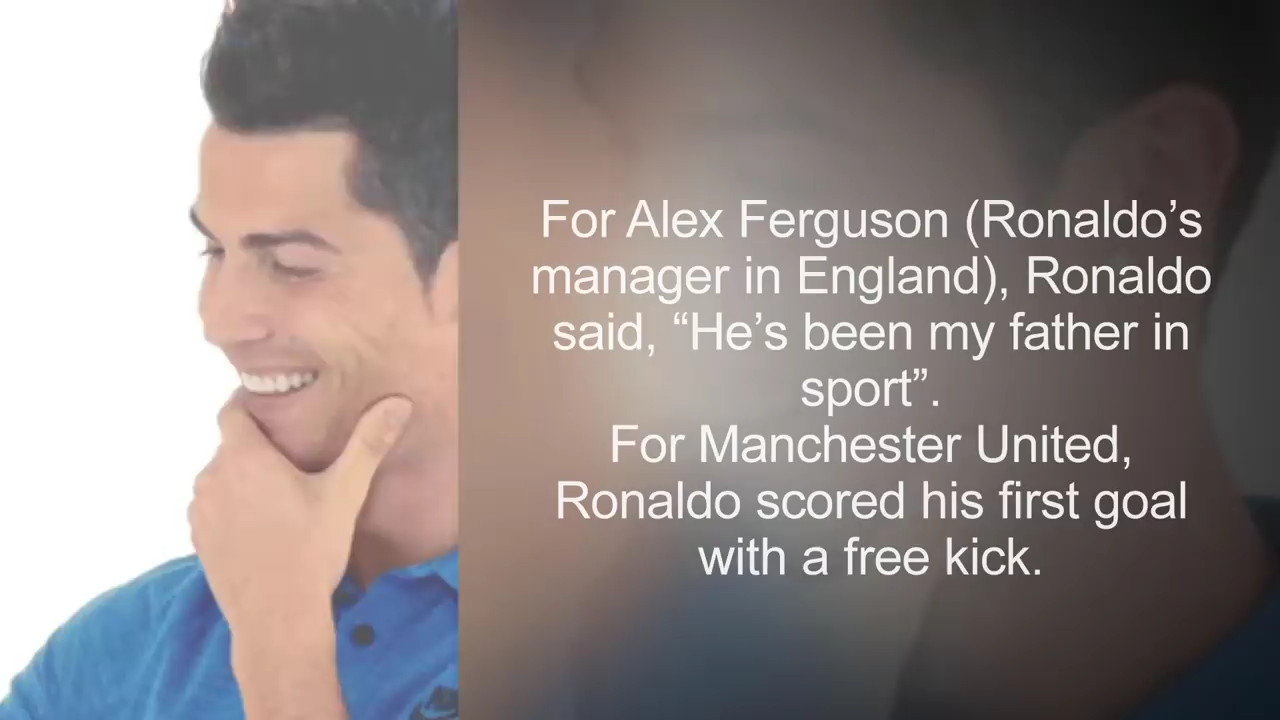 For Alex Ferguson (Ronaldo’s
manager in England), Ronaldo
said, “He’s been my father in
sport”.
For Manchester United,
Ronaldo scored his first goal
with a free kick.